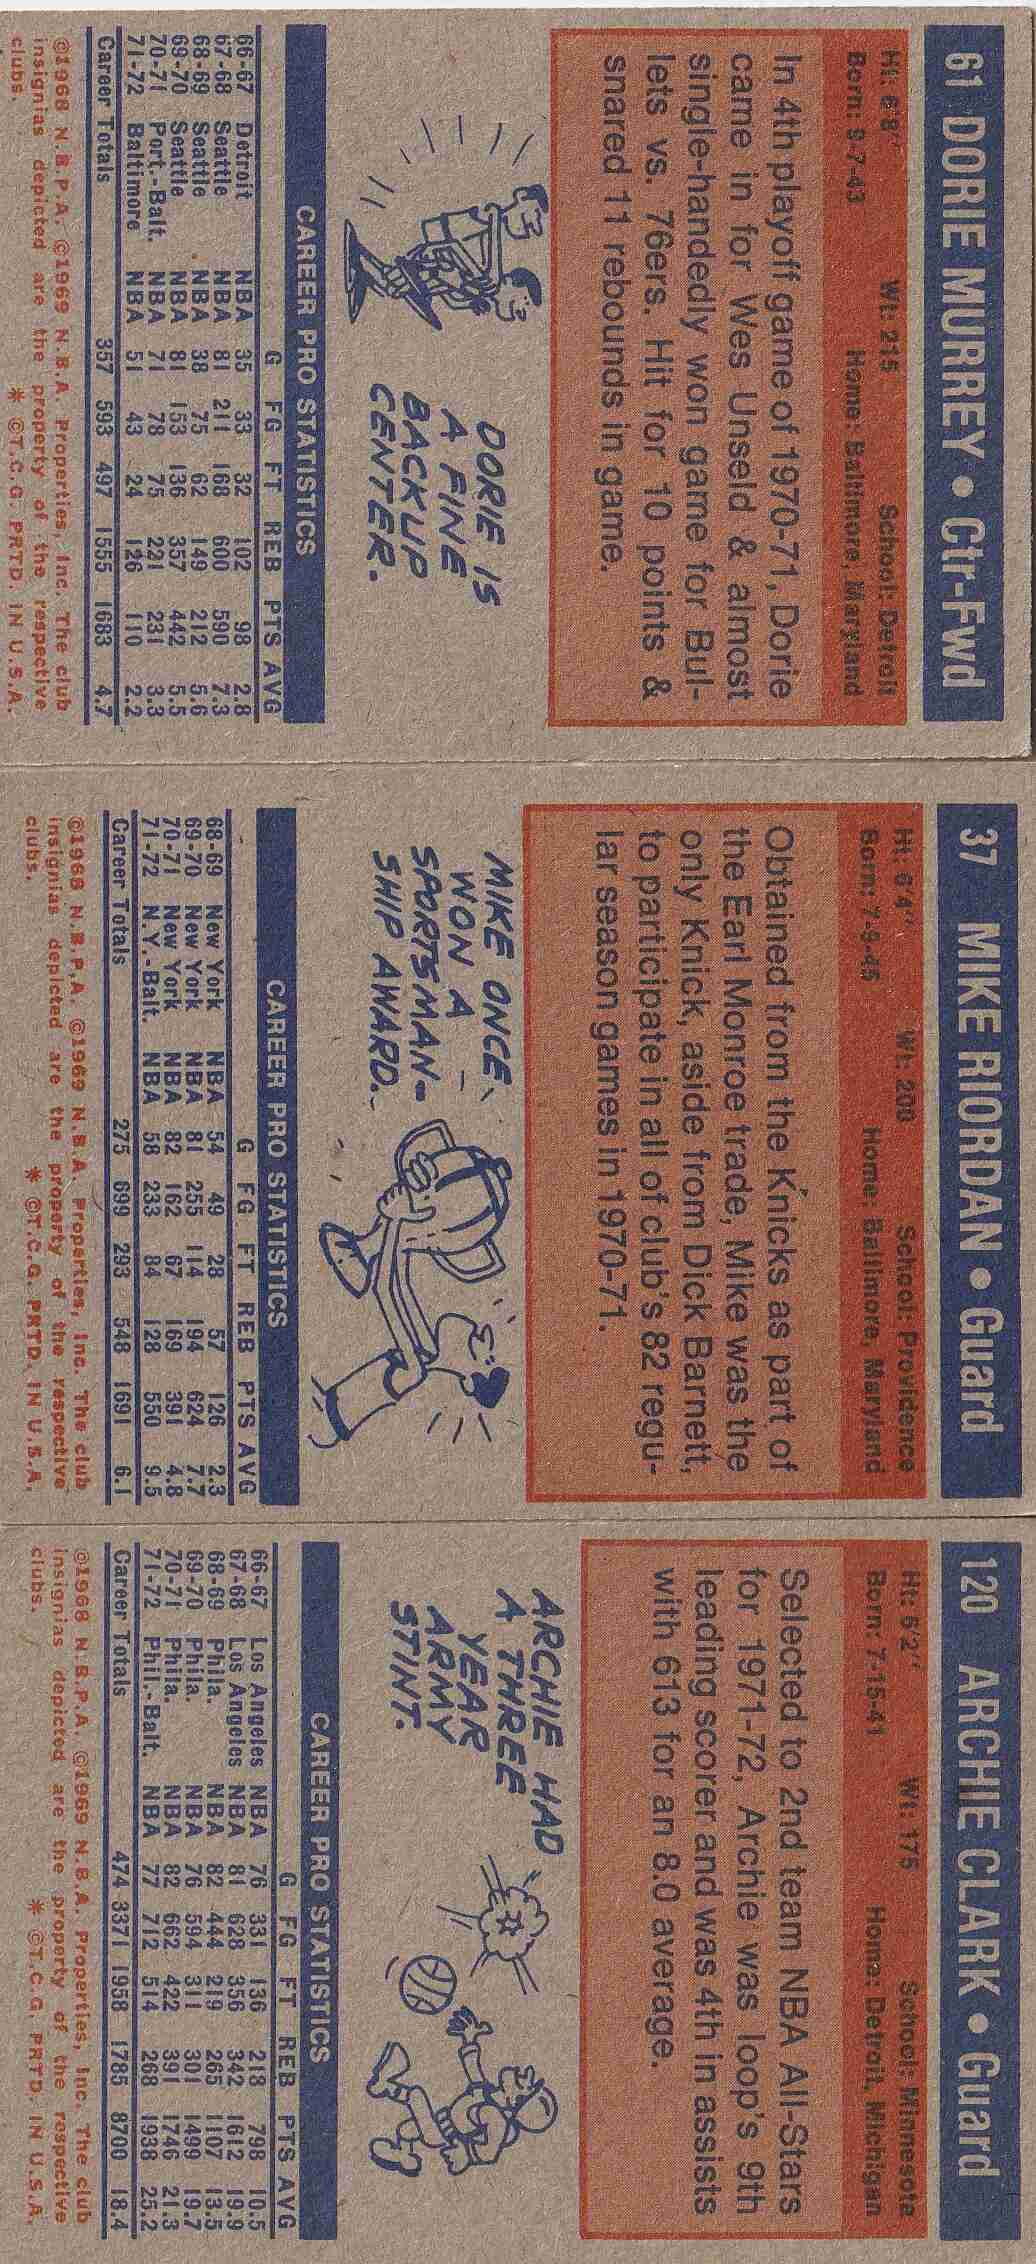 61 DORIE MURREY • Ctr-Fwd
Ht: 6'8" Wt: 215 School: Detroit
Born: 9-7-43 Home: Baltimore, Maryland
In 4th playoff game of 1970-71, Dorie
came in for Wes Unseld & almost
single-handedly won game for Bul-
lets vs. 76ers. Hit for 10 points &
snared 11 rebounds in game.
DORIE IS
A FINE
BACKUP
CENTER.
CAREER PRO STATISTICS
G FG FT REB PTS AVG
66-67 Detroit NBA 35 33 32 102 98 2.8
67-68 Seattle NBA 81 211 168 600 590 7.3
68-69 Seattle NBA 38 75 62 149 212 5.6
69-70 Seattle NBA 81 153 136 357 442 5.5
70-71 Port.-Balt. NBA 71 78 75 221 231 3.3
71-72 Baltimore NBA 51 43 24 126 110 2.2
Career Totals 357 593 497 1555 1683 4.7
©1968 N.B.P.A. ©1969 N.B.A. Properties, Inc. The club
insignias depicted are the property of the respective
clubs. * ©T.C.G. PRTD. IN U.S.A.
37 MIKE RIORDAN • Guard
Ht: 6'4" Wt: 200 School: Providence
Born: 7-9-45 Home: Baltimore, Maryland
Obtained from the Knicks as part of
the Earl Monroe trade, Mike was the
only Knick, aside from Dick Barnett,
to participate in all of club's 82 regu-
lar season games in 1970-71.
MIKE ONCE
WON A
SPORTSMAN-
SHIP AWARD.
CAREER PRO STATISTICS
G FG FT REB PTS AVG
68-69 New York NBA 54 49 28 57 126 2.3
69-70 New York NBA 81 255 114 194 624 7.7
70-71 New York NBA 82 162 67 169 391 4.8
71-72 N.Y.-Balt. NBA 58 233 84 128 550 9.5
Career Totals 275 699 293 548 1691 6.1
©1968 N.B.P.A. ©1969 N.B.A. Properties, Inc. The club
insignias depicted are the property of the respective
clubs. * ©T.C.G. PRTD. IN U.S.A.
120 ARCHIE CLARK • Guard
Ht: 6'2" Wt: 175 School: Minnesota
Born: 7-15-41 Home: Detroit, Michigan
Selected to 2nd team NBA All-Stars
for 1971-72, Archie was loop's 9th
leading scorer and was 4th in assists
with 613 for an 8.0 average.
ARCHIE HAD
A THREE
YEAR
ARMY
STINT.
CAREER PRO STATISTICS
G FG FT REB PTS AVG
66-67 Los Angeles NBA 76 331 136 218 798 10.5
67-68 Los Angeles NBA 81 628 356 342 1612 19.9
68-69 Phila. NBA 82 444 219 265 1107 13.5
69-70 Phila. NBA 76 594 311 301 1499 19.7
70-71 Phila. NBA 82 662 422 391 1746 21.3
71-72 Phil.-Balt. NBA 77 712 514 268 1938 25.2
Career Totals 474 3371 1958 1785 8700 18.4
©1968 N.B.P.A. ©1969 N.B.A. Properties, Inc. The club
insignias depicted are the property of the respective
clubs. * ©T.C.G. PRTD. IN U.S.A.